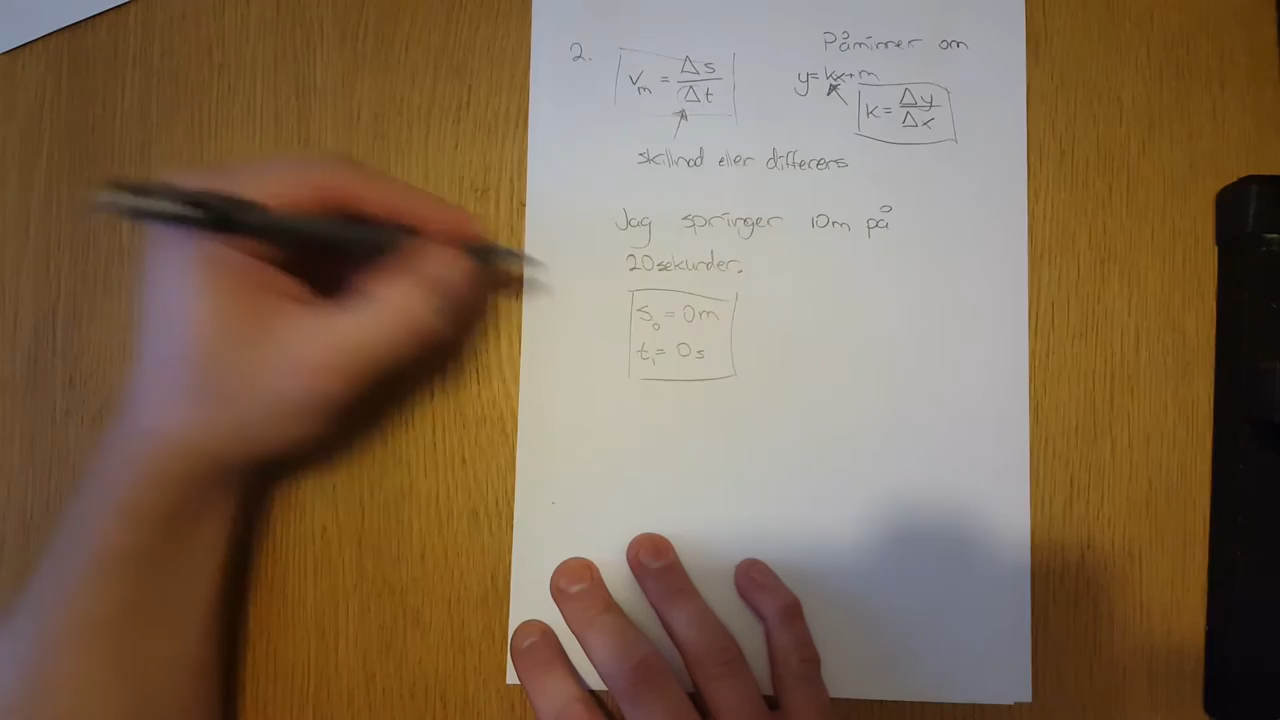 2.
v_m = Δs/Δt
skillnad eller differens
Påminner om
y=kx+m
k = Δy/Δx
Jag springer 10m på
20sekunder.
s₀ = 0m
t₁= 0s